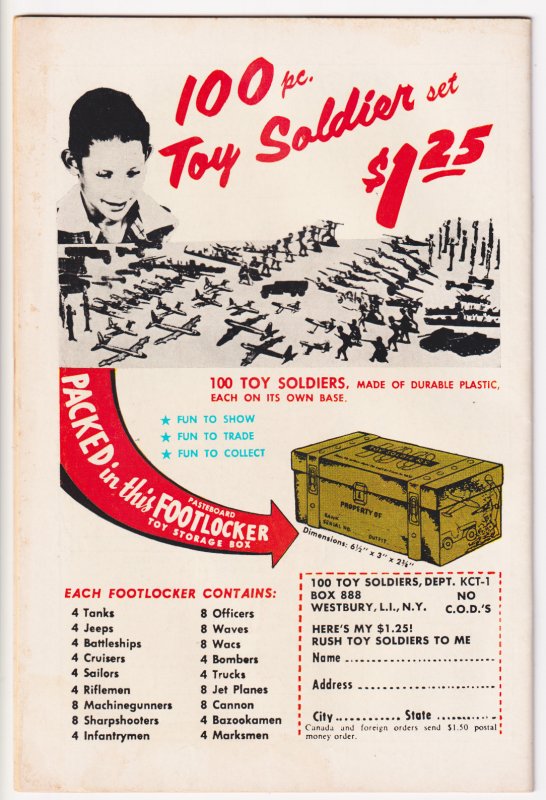 100 pc.
Toy Soldier set
$1.25
100 TOY SOLDIERS, MADE OF DURABLE PLASTIC,
EACH ON ITS OWN BASE.
★ FUN TO SHOW
★ FUN TO TRADE
★ FUN TO COLLECT
PACKED in this
PASTEBOARD
FOOTLOCKER
TOY STORAGE BOX
PROPERTY OF
RANK
SERIAL NO.
OUTFIT
Dimensions: 6½" x 3" x 2⅜"
EACH FOOTLOCKER CONTAINS:
4 Tanks
4 Jeeps
4 Battleships
4 Cruisers
4 Sailors
4 Riflemen
8 Machinegunners
8 Sharpshooters
4 Infantrymen
8 Officers
8 Waves
8 Wacs
4 Bombers
4 Trucks
8 Jet Planes
8 Cannon
4 Bazookamen
4 Marksmen
100 TOY SOLDIERS, DEPT. KCT-1
BOX 888 NO
WESTBURY, L.I., N.Y. C.O.D.'S
HERE'S MY $1.25!
RUSH TOY SOLDIERS TO ME
Name
Address
City State
Canada and foreign orders send $1.50 postal
money order.